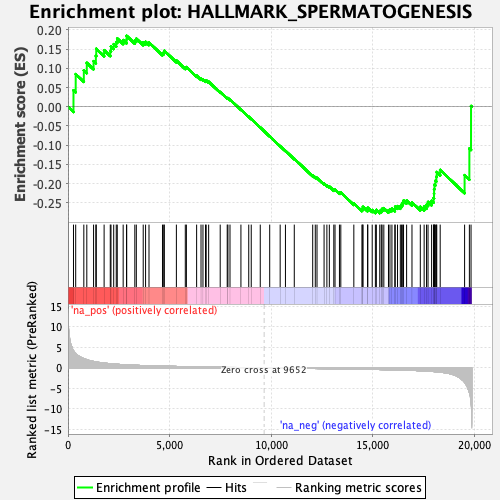 Enrichment plot: HALLMARK_SPERMATOGENESIS
Enrichment score (ES)
0.20
0.15
0.10
0.05
0.00
-0.05
-0.10
-0.15
-0.20
-0.25
'na_pos' (positively correlated)
Ranked list metric (PreRanked)
15
10
5
0
-5
-10
-15
Zero cross at 9652
'na_neg' (negatively correlated)
0
5,000
10,000
15,000
20,000
Rank in Ordered Dataset
Enrichment profile
Hits
Ranking metric scores